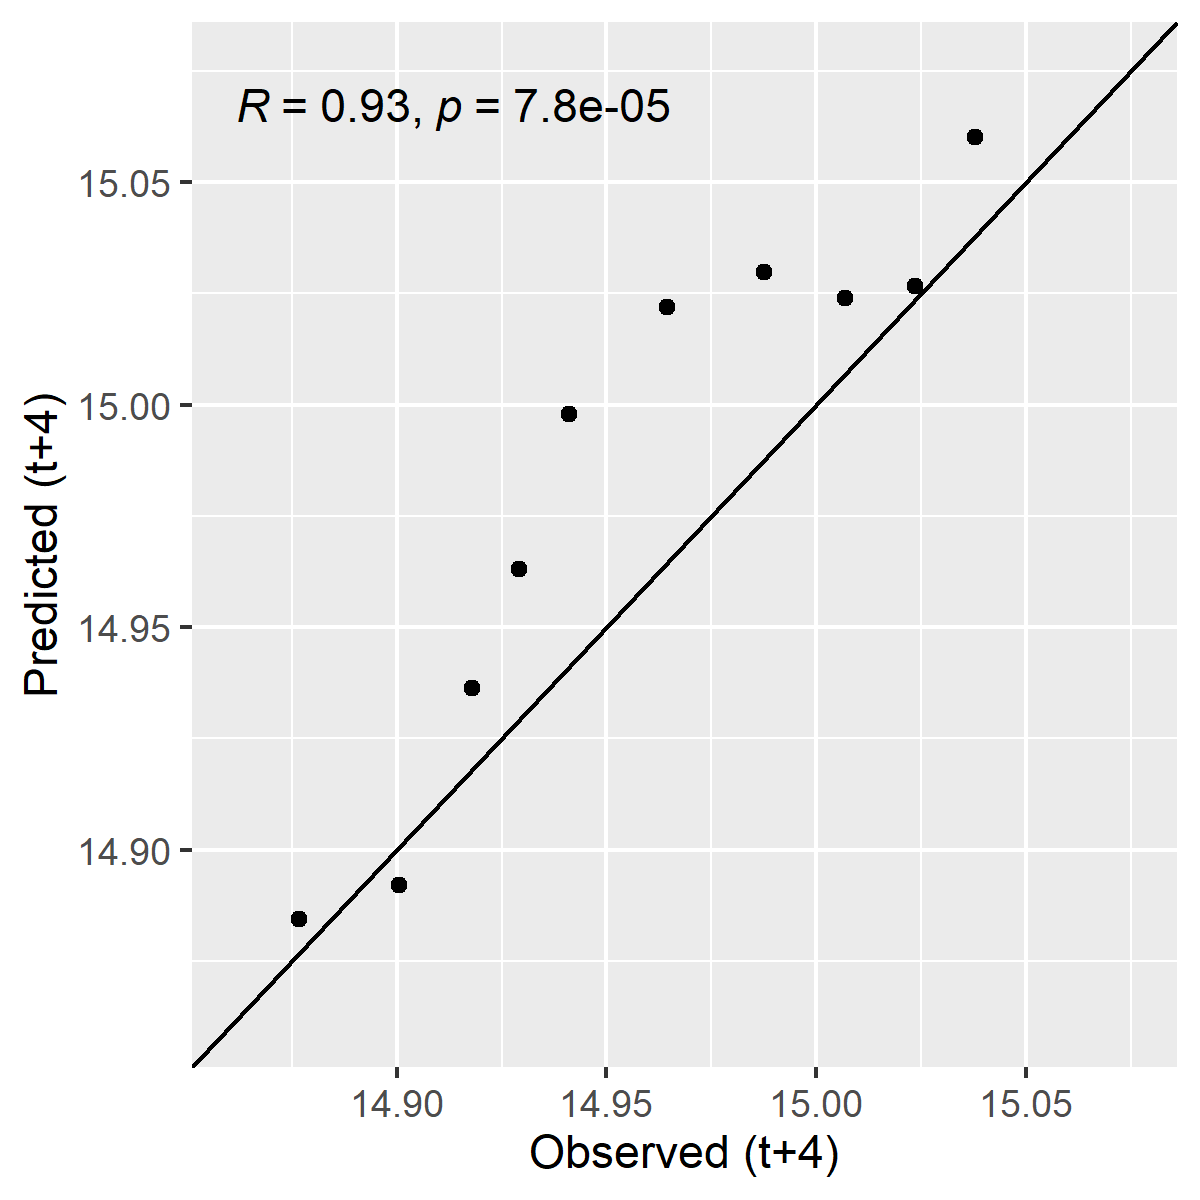 R = 0.93, p = 7.8e-05
15.05
15.00
14.95
14.90
Predicted (t+4)
14.90 14.95 15.00 15.05
Observed (t+4)